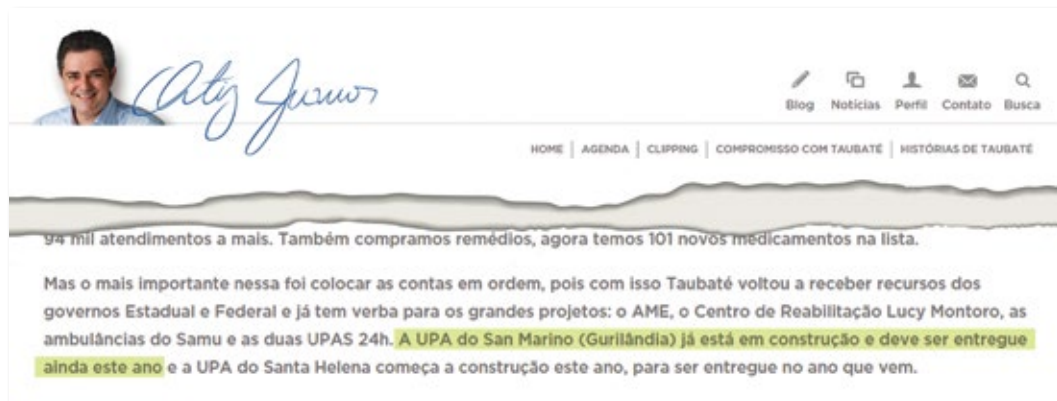 Ortiz Junior
Blog Notícias Perfil Contato Busca
HOME | AGENDA | CLIPPING | COMPROMISSO COM TAUBATÉ | HISTÓRIAS DE TAUBATÉ
94 mil atendimentos a mais. Também compramos remédios, agora temos 101 novos medicamentos na lista.
Mas o mais importante nessa foi colocar as contas em ordem, pois com isso Taubaté voltou a receber recursos dos
governos Estadual e Federal e já tem verba para os grandes projetos: o AME, o Centro de Reabilitação Lucy Montoro, as
ambulâncias do Samu e as duas UPAS 24h. A UPA do San Marino (Gurilândia) já está em construção e deve ser entregue
ainda este ano e a UPA do Santa Helena começa a construção este ano, para ser entregue no ano que vem.